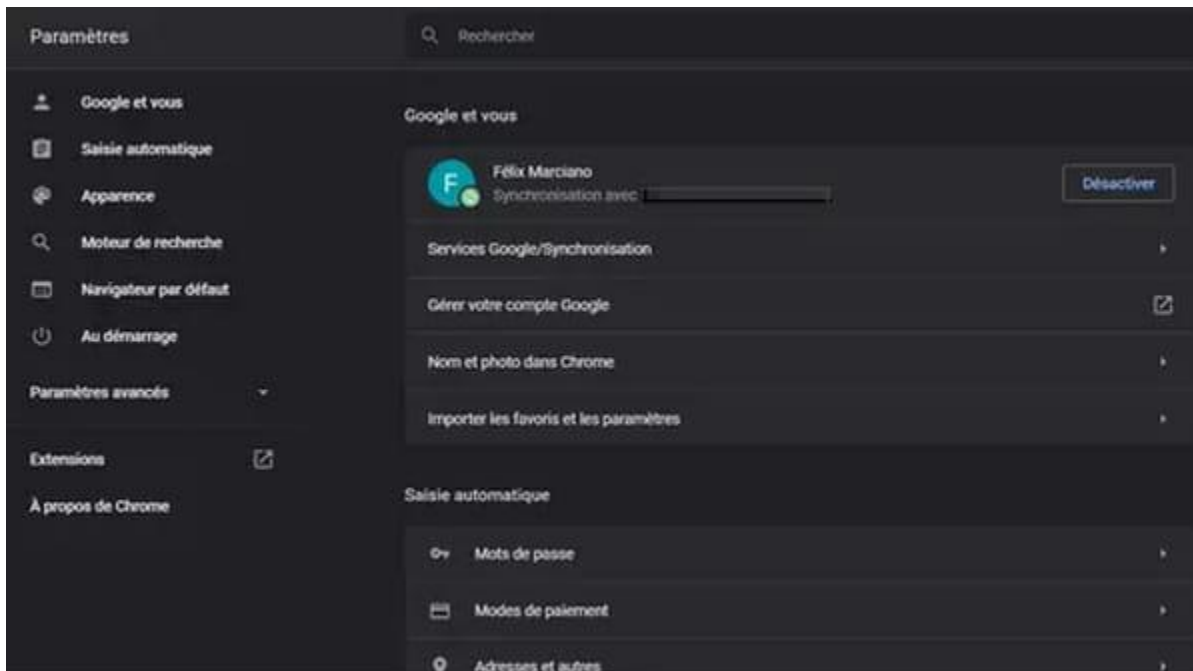 Paramètres
Rechercher
Google et vous
Saisie automatique
Apparence
Moteur de recherche
Navigateur par défaut
Au démarrage
Paramètres avancés
Extensions
À propos de Chrome
Google et vous
F
Félix Marciano
Synchronisation avec
Désactiver
Services Google/Synchronisation
Gérer votre compte Google
Nom et photo dans Chrome
Importer les favoris et les paramètres
Saisie automatique
Mots de passe
Modes de paiement
Adresses et autres